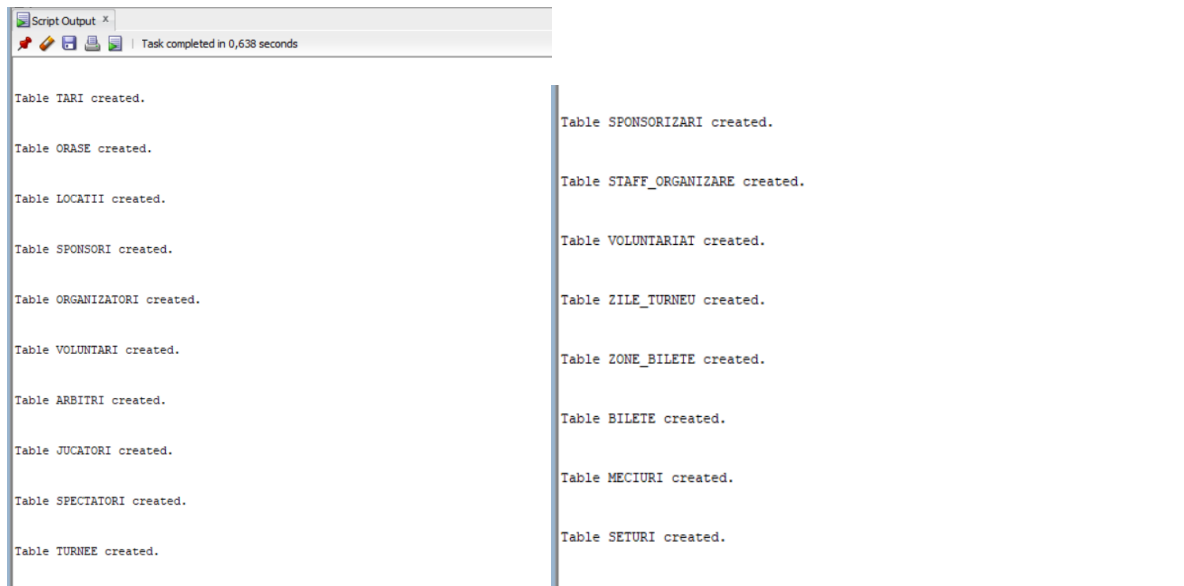 Script Output x
Task completed in 0,638 seconds
Table TARI created.
Table ORASE created.
Table LOCATII created.
Table SPONSORI created.
Table ORGANIZATORI created.
Table VOLUNTARI created.
Table ARBITRI created.
Table JUCATORI created.
Table SPECTATORI created.
Table TURNEE created.
Table SPONSORIZARI created.
Table STAFF_ORGANIZARE created.
Table VOLUNTARIAT created.
Table ZILE_TURNEU created.
Table ZONE_BILETE created.
Table BILETE created.
Table MECIURI created.
Table SETURI created.